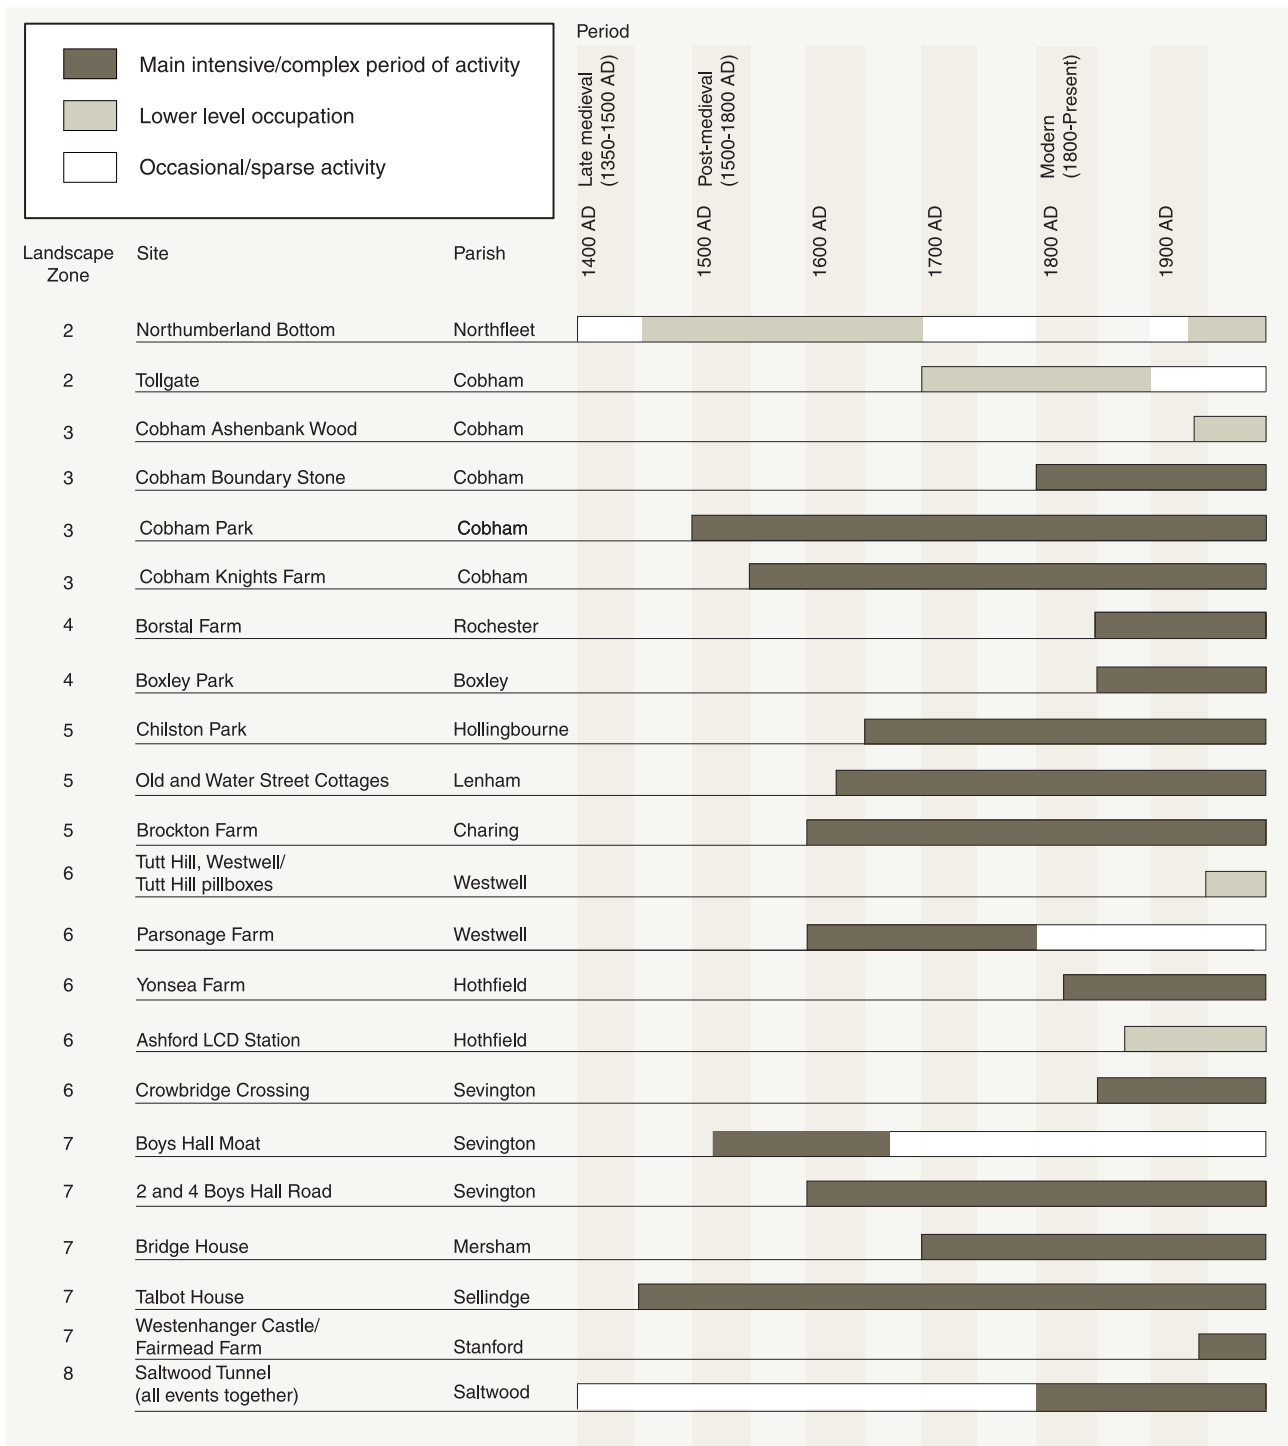 Period
Main intensive/complex period of activity
Lower level occupation
Occasional/sparse activity
Late medieval
(1350-1500 AD)
Post-medieval
(1500-1800 AD)
Modern
(1800-Present)
1400 AD
1500 AD
1600 AD
1700 AD
1800 AD
1900 AD
Landscape
Zone
Site
Parish
2 Northumberland Bottom Northfleet
2 Tollgate Cobham
3 Cobham Ashenbank Wood Cobham
3 Cobham Boundary Stone Cobham
3 Cobham Park Cobham
3 Cobham Knights Farm Cobham
4 Borstal Farm Rochester
4 Boxley Park Boxley
5 Chilston Park Hollingbourne
5 Old and Water Street Cottages Lenham
5 Brockton Farm Charing
6 Tutt Hill, Westwell/
Tutt Hill pillboxes Westwell
6 Parsonage Farm Westwell
6 Yonsea Farm Hothfield
6 Ashford LCD Station Hothfield
6 Crowbridge Crossing Sevington
7 Boys Hall Moat Sevington
7 2 and 4 Boys Hall Road Sevington
7 Bridge House Mersham
7 Talbot House Sellindge
7 Westenhanger Castle/
Fairmead Farm Stanford
8 Saltwood Tunnel
(all events together) Saltwood